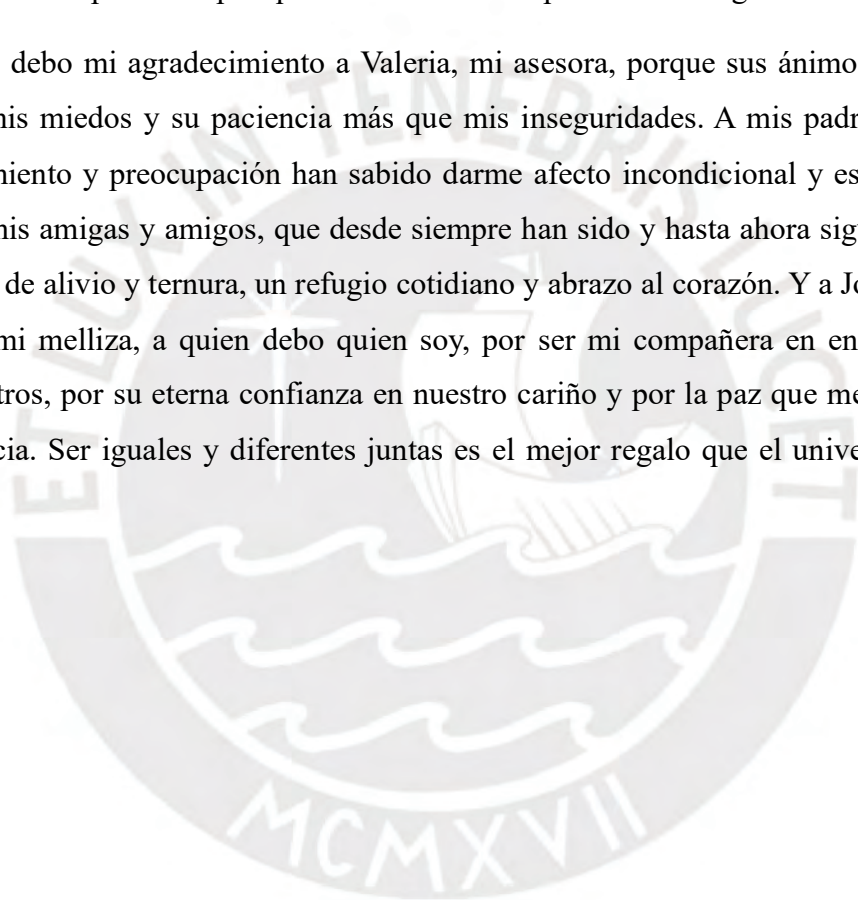 debo mi agradecimiento a Valeria, mi asesora, porque sus ánimo
mis miedos y su paciencia más que mis inseguridades. A mis padr
miento y preocupación han sabido darme afecto incondicional y es
mis amigas y amigos, que desde siempre han sido y hasta ahora sig
de alivio y ternura, un refugio cotidiano y abrazo al corazón. Y a Jo
mi melliza, a quien debo quien soy, por ser mi compañera en en
tros, por su eterna confianza en nuestro cariño y por la paz que me
cia. Ser iguales y diferentes juntas es el mejor regalo que el unive
ET LUX IN TENEBRIS LUCET
MCMXVII